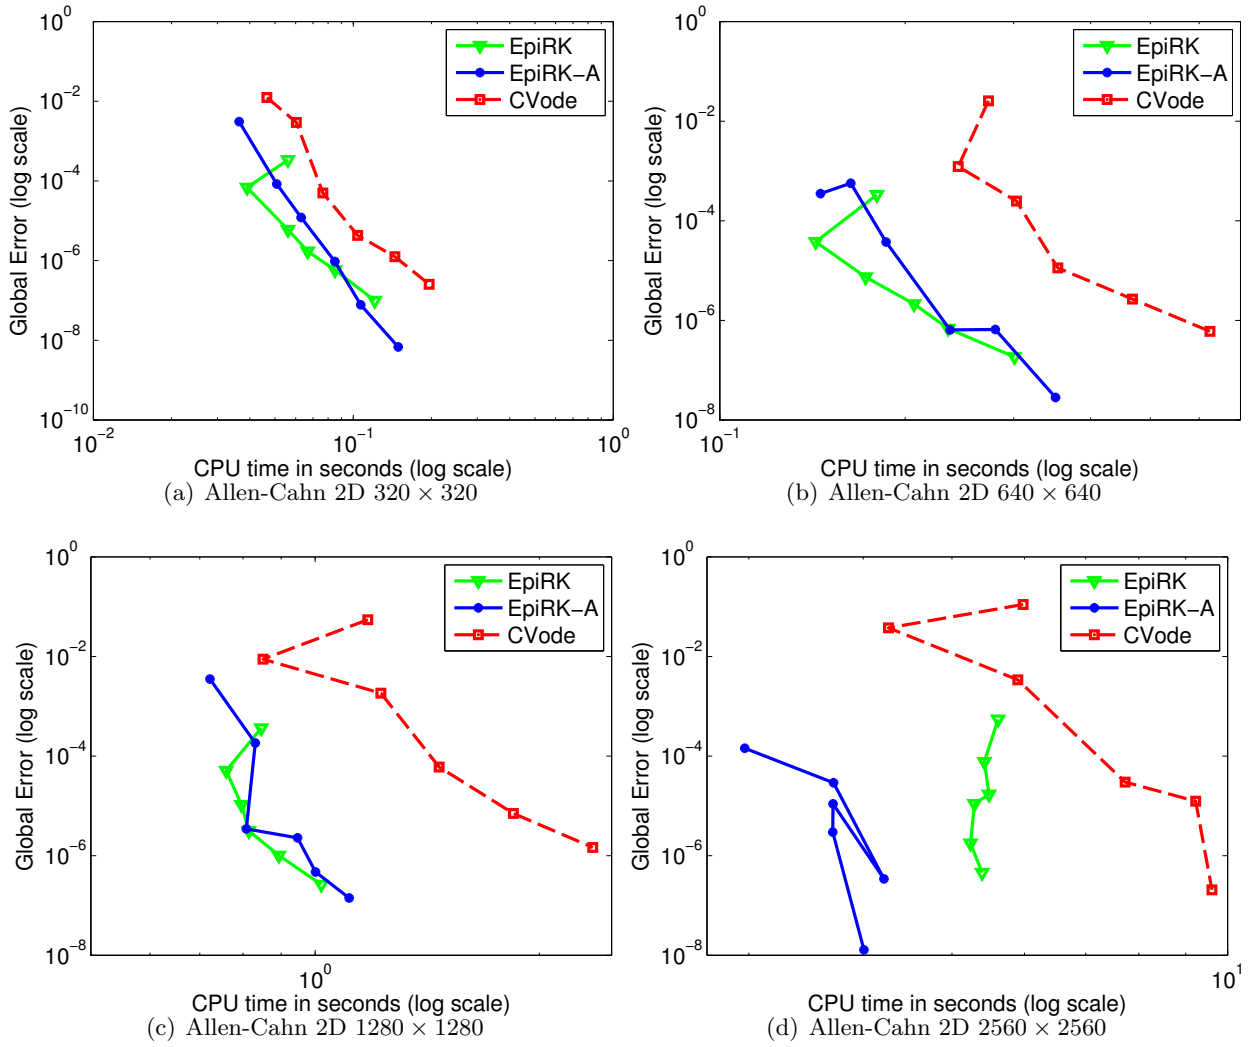 10^0
10^−2
10^−4
10^−6
10^−8
10^−10
Global Error (log scale)
EpiRK
EpiRK−A
CVode
10^−2
10^−1
10^0
CPU time in seconds (log scale)
(a) Allen-Cahn 2D 320 × 320
10^0
10^−2
10^−4
10^−6
10^−8
Global Error (log scale)
EpiRK
EpiRK−A
CVode
10^−1
CPU time in seconds (log scale)
(b) Allen-Cahn 2D 640 × 640
10^0
10^−2
10^−4
10^−6
10^−8
Global Error (log scale)
EpiRK
EpiRK−A
CVode
10^0
CPU time in seconds (log scale)
(c) Allen-Cahn 2D 1280 × 1280
10^0
10^−2
10^−4
10^−6
10^−8
Global Error (log scale)
EpiRK
EpiRK−A
CVode
10^1
CPU time in seconds (log scale)
(d) Allen-Cahn 2D 2560 × 2560